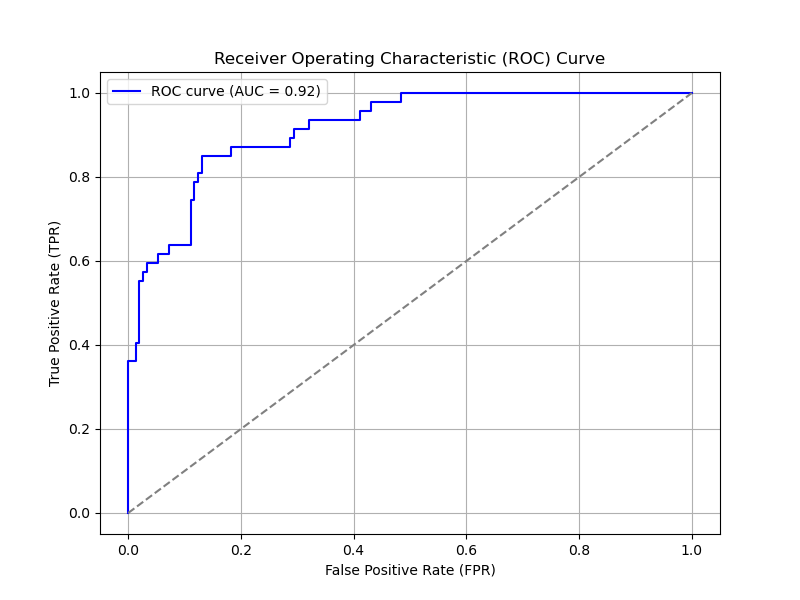 Receiver Operating Characteristic (ROC) Curve
ROC curve (AUC = 0.92)
1.0
0.8
0.6
0.4
0.2
0.0
True Positive Rate (TPR)
0.0 0.2 0.4 0.6 0.8 1.0
False Positive Rate (FPR)